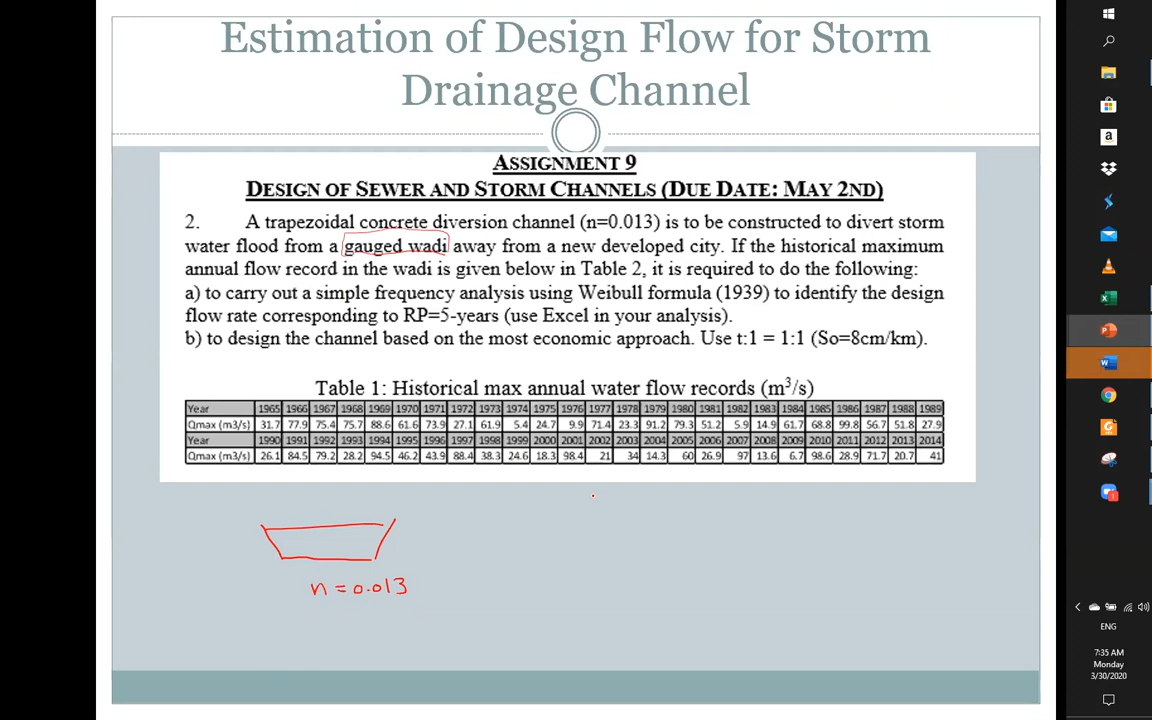 Estimation of Design Flow for Storm
Drainage Channel
ASSIGNMENT 9
DESIGN OF SEWER AND STORM CHANNELS (DUE DATE: MAY 2ND)
2. A trapezoidal concrete diversion channel (n=0.013) is to be constructed to divert storm
water flood from a gauged wadi away from a new developed city. If the historical maximum
annual flow record in the wadi is given below in Table 2, it is required to do the following:
a) to carry out a simple frequency analysis using Weibull formula (1939) to identify the design
flow rate corresponding to RP=5-years (use Excel in your analysis).
b) to design the channel based on the most economic approach. Use t:1 = 1:1 (So=8cm/km).
Table 1: Historical max annual water flow records (m³/s)
Year 1965 1966 1967 1968 1969 1970 1971 1972 1973 1974 1975 1976 1977 1978 1979 1980 1981 1982 1983 1984 1985 1986 1987 1988 1989
Qmax (m3/s) 31.7 77.9 75.4 75.7 88.6 61.6 73.9 27.1 61.9 5.4 24.7 9.9 71.4 23.3 91.2 79.3 51.2 5.9 14.9 61.7 68.8 99.8 56.7 51.8 27.9
Year 1990 1991 1992 1993 1994 1995 1996 1997 1998 1999 2000 2001 2002 2003 2004 2005 2006 2007 2008 2009 2010 2011 2012 2013 2014
Qmax (m3/s) 26.1 84.5 79.2 28.2 94.5 46.2 43.9 88.4 38.3 24.6 18.3 98.4 21 34 14.3 60 26.9 97 13.6 6.7 98.6 28.9 71.7 20.7 41
n = 0.013
ENG
7:35 AM
Monday
3/30/2020